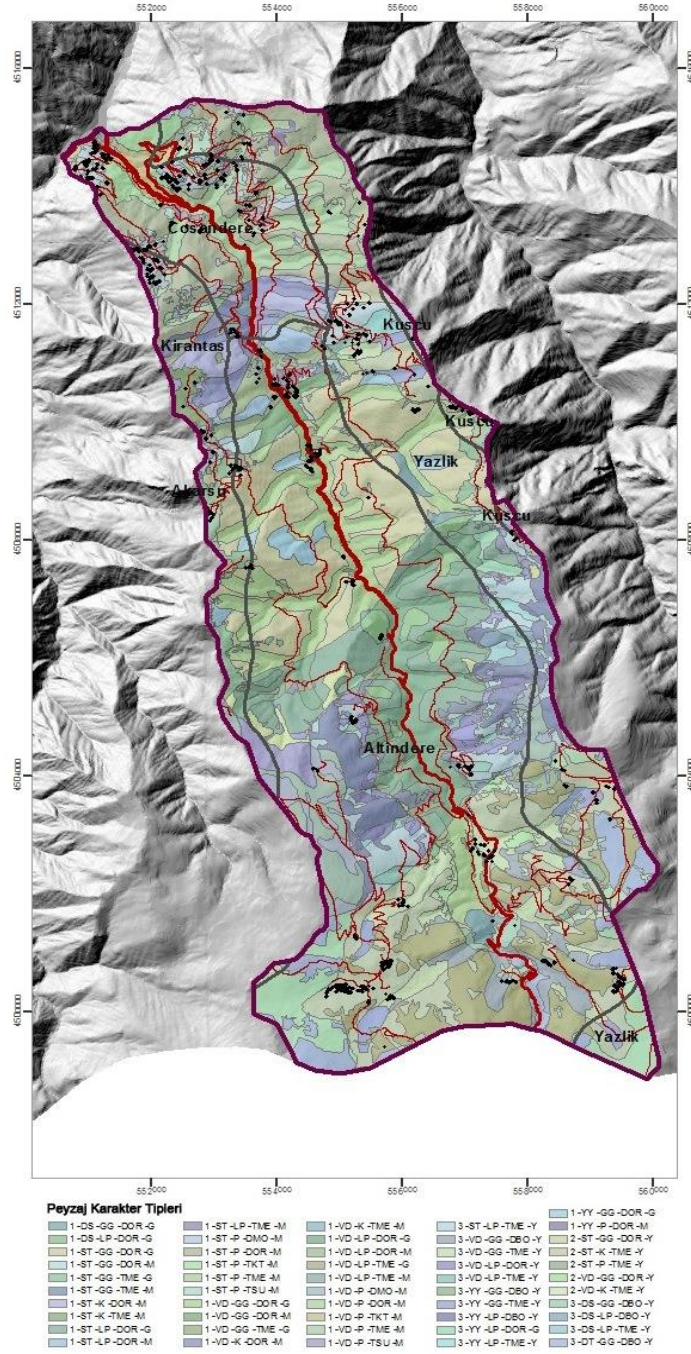 552000 554000 556000 558000 560000
Cosandere
Kuscu
Kirantas
Kuscu
Yazlik
Kuscu
Altindere
Yazlik
552000 554000 556000 558000 560000
Peyzaj Karakter Tipleri
1-DS -GG -DOR -G
1-DS -LP -DOR -G
1-ST -GG -DOR -G
1-ST -GG -DOR -M
1-ST -GG -TME -G
1-ST -GG -TME -M
1-ST -K -DOR -M
1-ST -K -TME -M
1-ST -LP -DOR -G
1-ST -LP -DOR -M
1-ST -LP -TME -M
1-ST -P -DMO -M
1-ST -P -DOR -M
1-ST -P -TKT -M
1-ST -P -TME -M
1-ST -P -TSU -M
1-VD -GG -DOR -G
1-VD -GG -DOR -M
1-VD -GG -TME -G
1-VD -K -DOR -M
1-VD -K -TME -M
1-VD -LP -DOR -G
1-VD -LP -DOR -M
1-VD -LP -TME -G
1-VD -LP -TME -M
1-VD -P -DMO -M
1-VD -P -DOR -M
1-VD -P -TKT -M
1-VD -P -TME -M
1-VD -P -TSU -M
3-ST -LP -TME -Y
3-VD -GG -DBO -Y
3-VD -GG -TME -Y
3-VD -LP -DOR -Y
3-VD -LP -TME -Y
3-YY -GG -DBO -Y
3-YY -GG -TME -Y
3-YY -LP -DBO -Y
3-YY -LP -DOR -G
3-YY -LP -TME -Y
1-YY -GG -DOR -G
1-YY -P -DOR -M
2-ST -GG -DOR -Y
2-ST -K -TME -Y
2-ST -P -TME -Y
2-VD -GG -DOR -Y
2-VD -K -TME -Y
3-DS -GG -DBO -Y
3-DS -LP -DBO -Y
3-DS -LP -TME -Y
3-DT -GG -DBO -Y